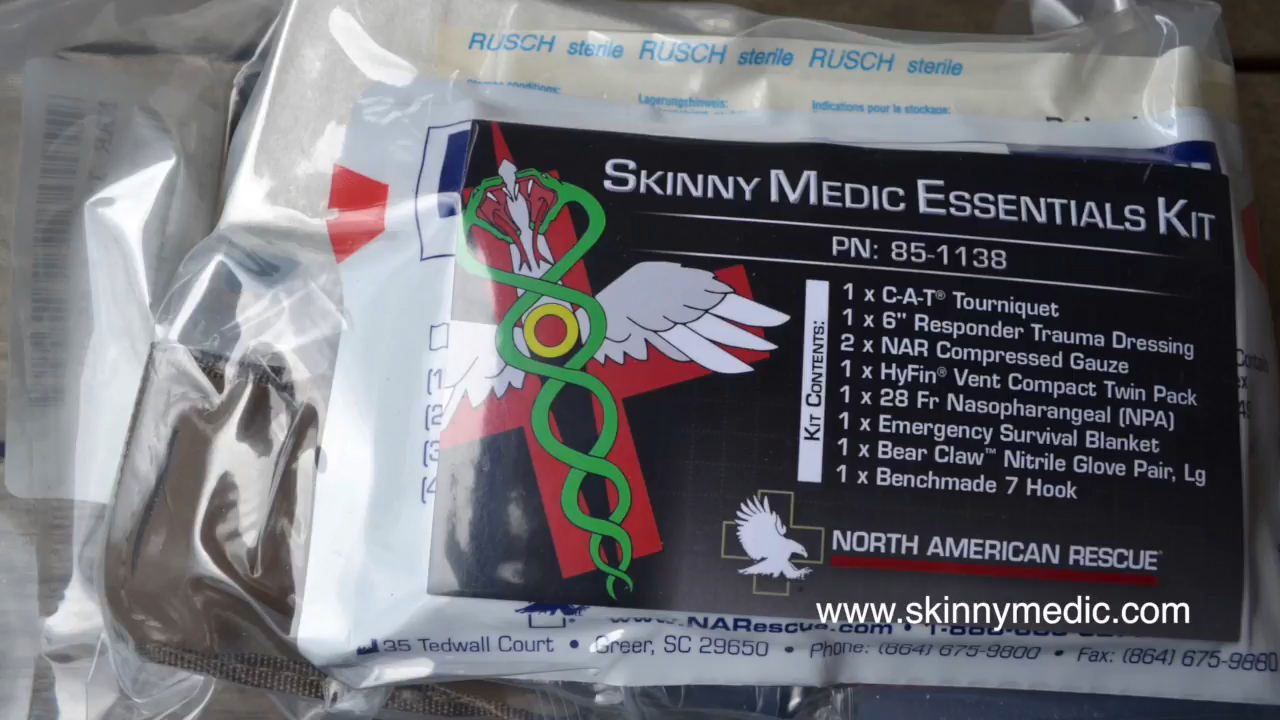 RUSCH sterile RUSCH sterile RUSCH sterile
Lagerungshinweis:
Indications pour le stockage:
SKINNY MEDIC ESSENTIALS KIT
PN: 85-1138
KIT CONTENTS:
1 x C-A-T® Tourniquet
1 x 6" Responder Trauma Dressing
2 x NAR Compressed Gauze
1 x HyFin® Vent Compact Twin Pack
1 x 28 Fr Nasopharangeal (NPA)
1 x Emergency Survival Blanket
1 x Bear Claw™ Nitrile Glove Pair, Lg
1 x Benchmade 7 Hook
NORTH AMERICAN RESCUE
www.skinnymedic.com
www.NARescue.com •
35 Tedwall Court • Greer, SC 29650 • Phone: (864) 675-9800 • Fax: (864) 675-9880